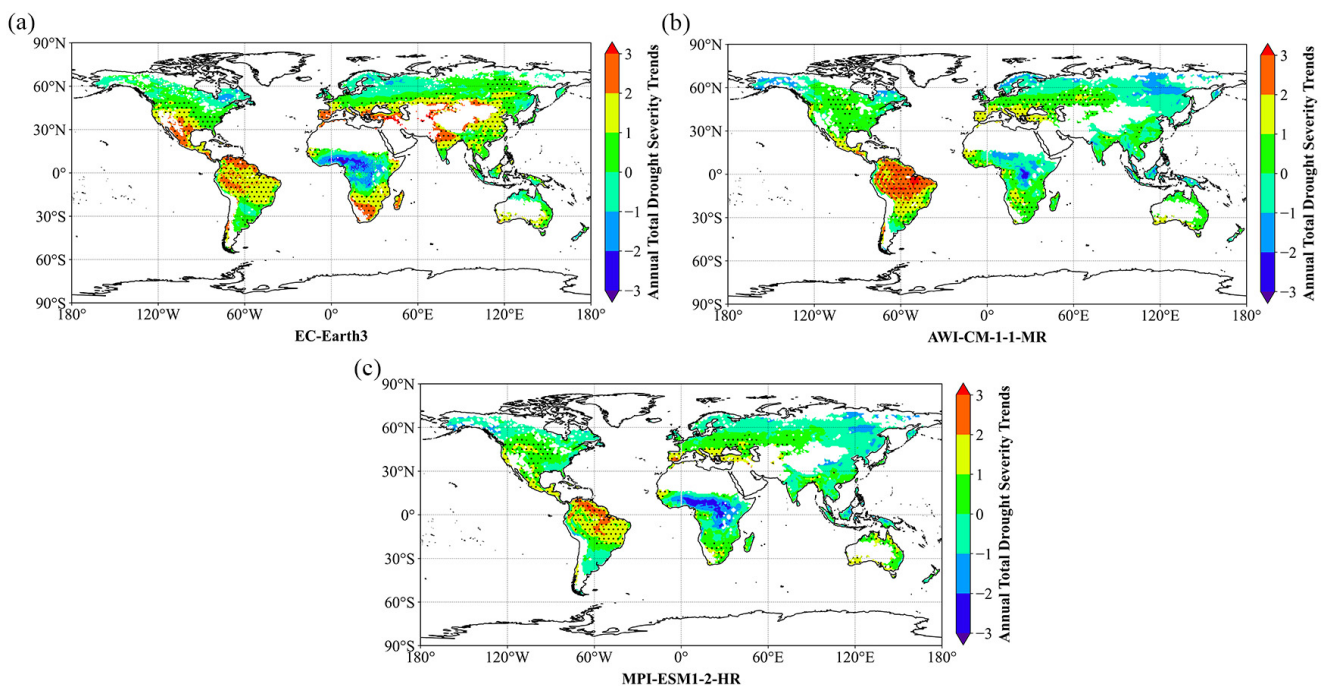 (a)
90°N
60°N
30°N
0°
30°S
60°S
90°S
180°
120°W
60°W
0°
60°E
120°E
180°
3
2
1
0
−1
−2
−3
Annual Total Drought Severity Trends
EC-Earth3
(b)
90°N
60°N
30°N
0°
30°S
60°S
90°S
180°
120°W
60°W
0°
60°E
120°E
180°
3
2
1
0
−1
−2
−3
Annual Total Drought Severity Trends
AWI-CM-1-1-MR
(c)
90°N
60°N
30°N
0°
30°S
60°S
90°S
180°
120°W
60°W
0°
60°E
120°E
180°
3
2
1
0
−1
−2
−3
Annual Total Drought Severity Trends
MPI-ESM1-2-HR